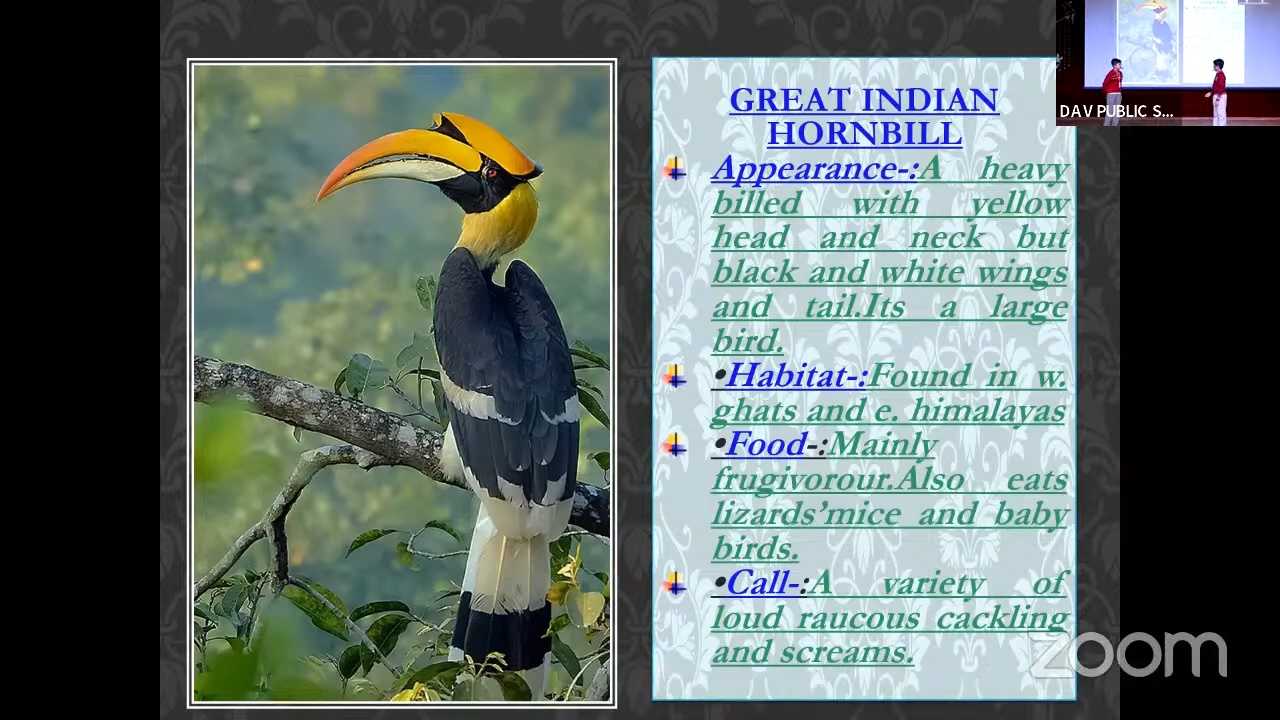 GREAT INDIAN
HORNBILL
Appearance-:A heavy
billed with yellow
head and neck but
black and white wings
and tail.Its a large
bird.
•Habitat-:Found in w.
ghats and e. himalayas
•Food-:Mainly
frugivorour.Also eats
lizards’mice and baby
birds.
•Call-:A variety of
loud raucous cackling
and screams.
DAV PUBLIC S...
zoom